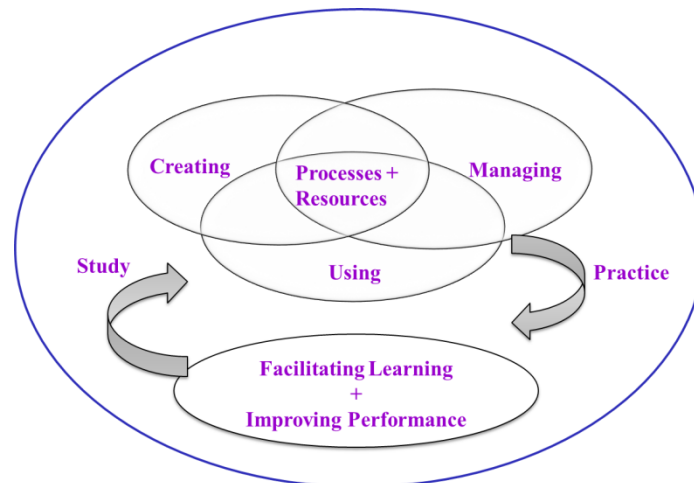 Creating
Processes +
Resources
Managing
Using
Study
Practice
Facilitating Learning
+
Improving Performance